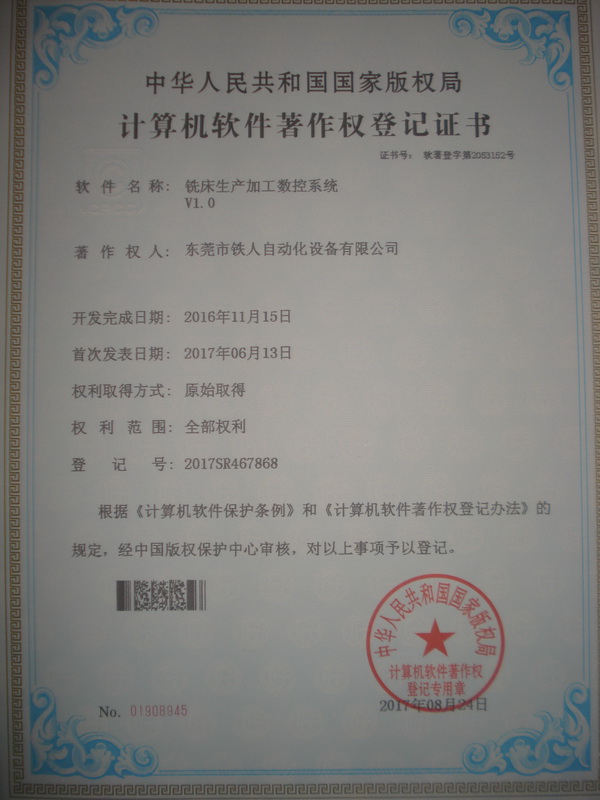 中华人民共和国国家版权局
计算机软件著作权登记证书
证书号： 软著登字第2053152号
软件名称： 铣床生产加工数控系统
V1.0
著作权人： 东莞市铁人自动化设备有限公司
开发完成日期： 2016年11月15日
首次发表日期： 2017年06月13日
权利取得方式： 原始取得
权利范围： 全部权利
登记号： 2017SR467868
根据《计算机软件保护条例》和《计算机软件著作权登记办法》的
规定，经中国版权保护中心审核，对以上事项予以登记。
中华人民共和国国家版权局
计算机软件著作权
登记专用章
No. 01908945
2017年08月24日